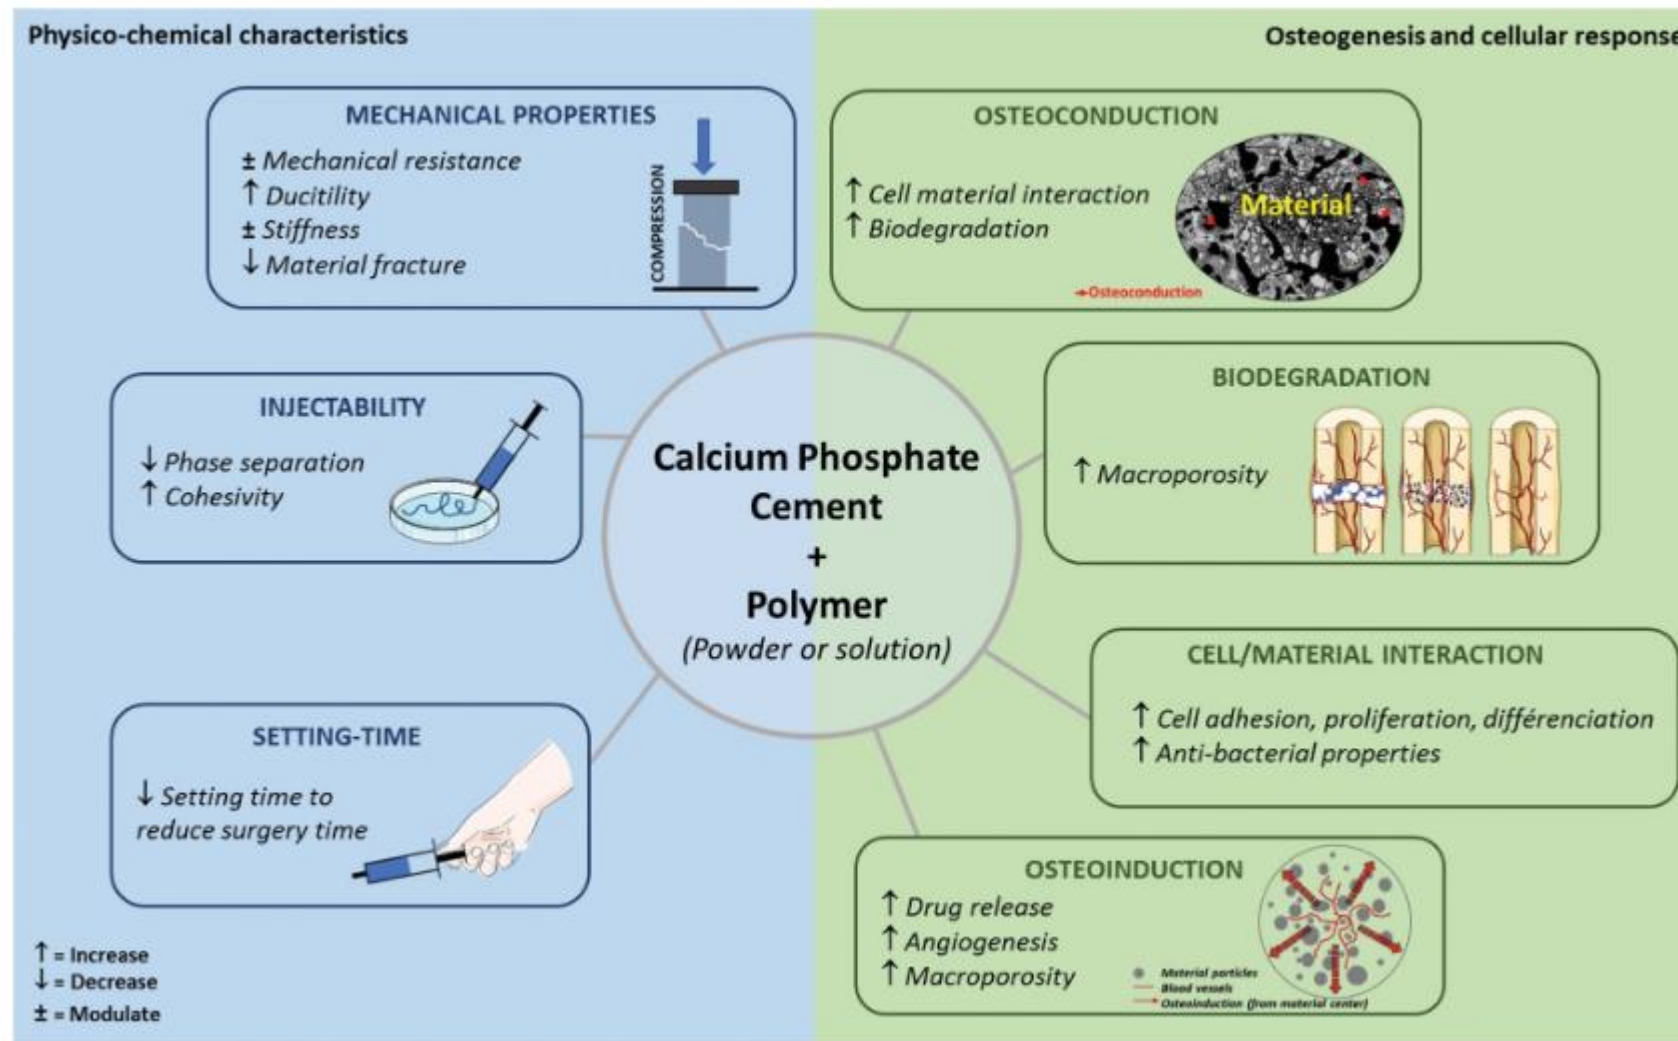 Physico-chemical characteristics
Osteogenesis and cellular response
MECHANICAL PROPERTIES
± Mechanical resistance
↑ Ducitility
± Stiffness
↓ Material fracture
COMPRESSION
INJECTABILITY
↓ Phase separation
↑ Cohesivity
SETTING-TIME
↓ Setting time to
reduce surgery time
↑ = Increase
↓ = Decrease
± = Modulate
Calcium Phosphate
Cement
+
Polymer
(Powder or solution)
OSTEOCONDUCTION
↑ Cell material interaction
↑ Biodegradation
Material
Osteoconduction
BIODEGRADATION
↑ Macroporosity
CELL/MATERIAL INTERACTION
↑ Cell adhesion, proliferation, différenciation
↑ Anti-bacterial properties
OSTEOINDUCTION
↑ Drug release
↑ Angiogenesis
↑ Macroporosity
Material particles
Blood vessels
Osteoinduction (from material center)